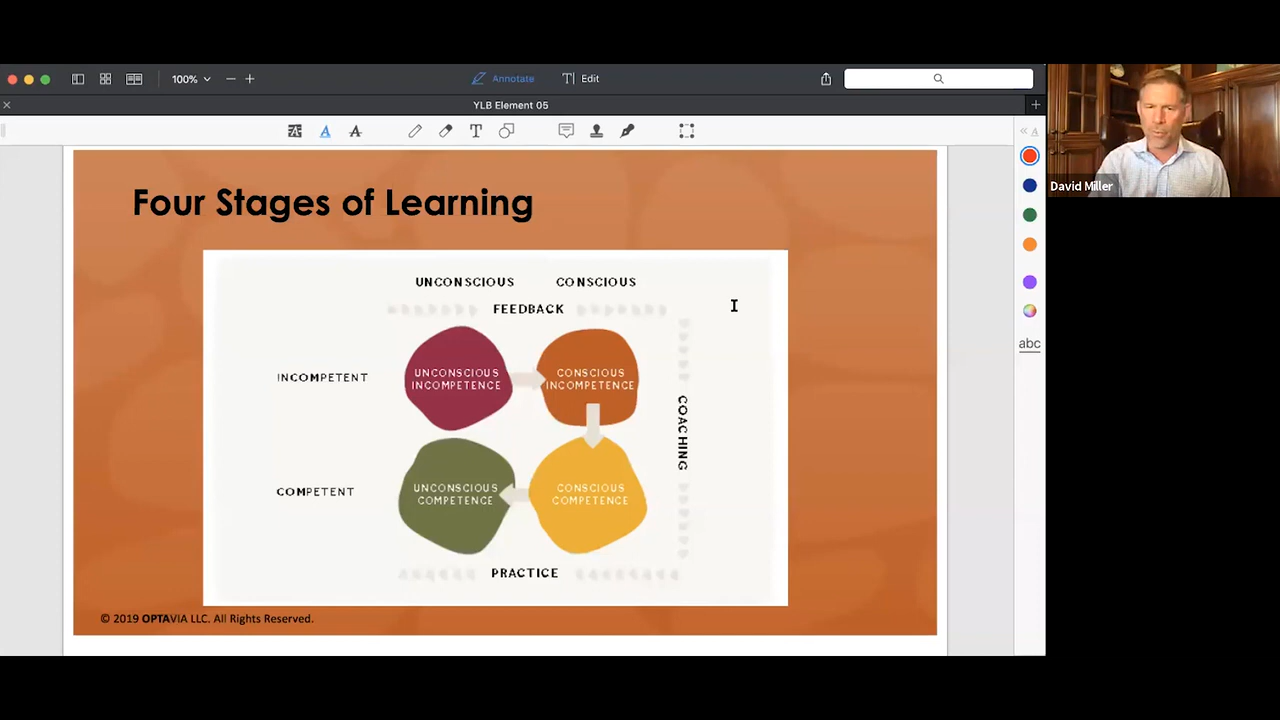 100%
Annotate
Edit
YLB Element 05
David Miller
abc
Four Stages of Learning
UNCONSCIOUS CONSCIOUS
FEEDBACK
INCOMPETENT
UNCONSCIOUS
INCOMPETENCE
CONSCIOUS
INCOMPETENCE
COACHING
COMPETENT
UNCONSCIOUS
COMPETENCE
CONSCIOUS
COMPETENCE
PRACTICE
© 2019 OPTAVIA LLC. All Rights Reserved.